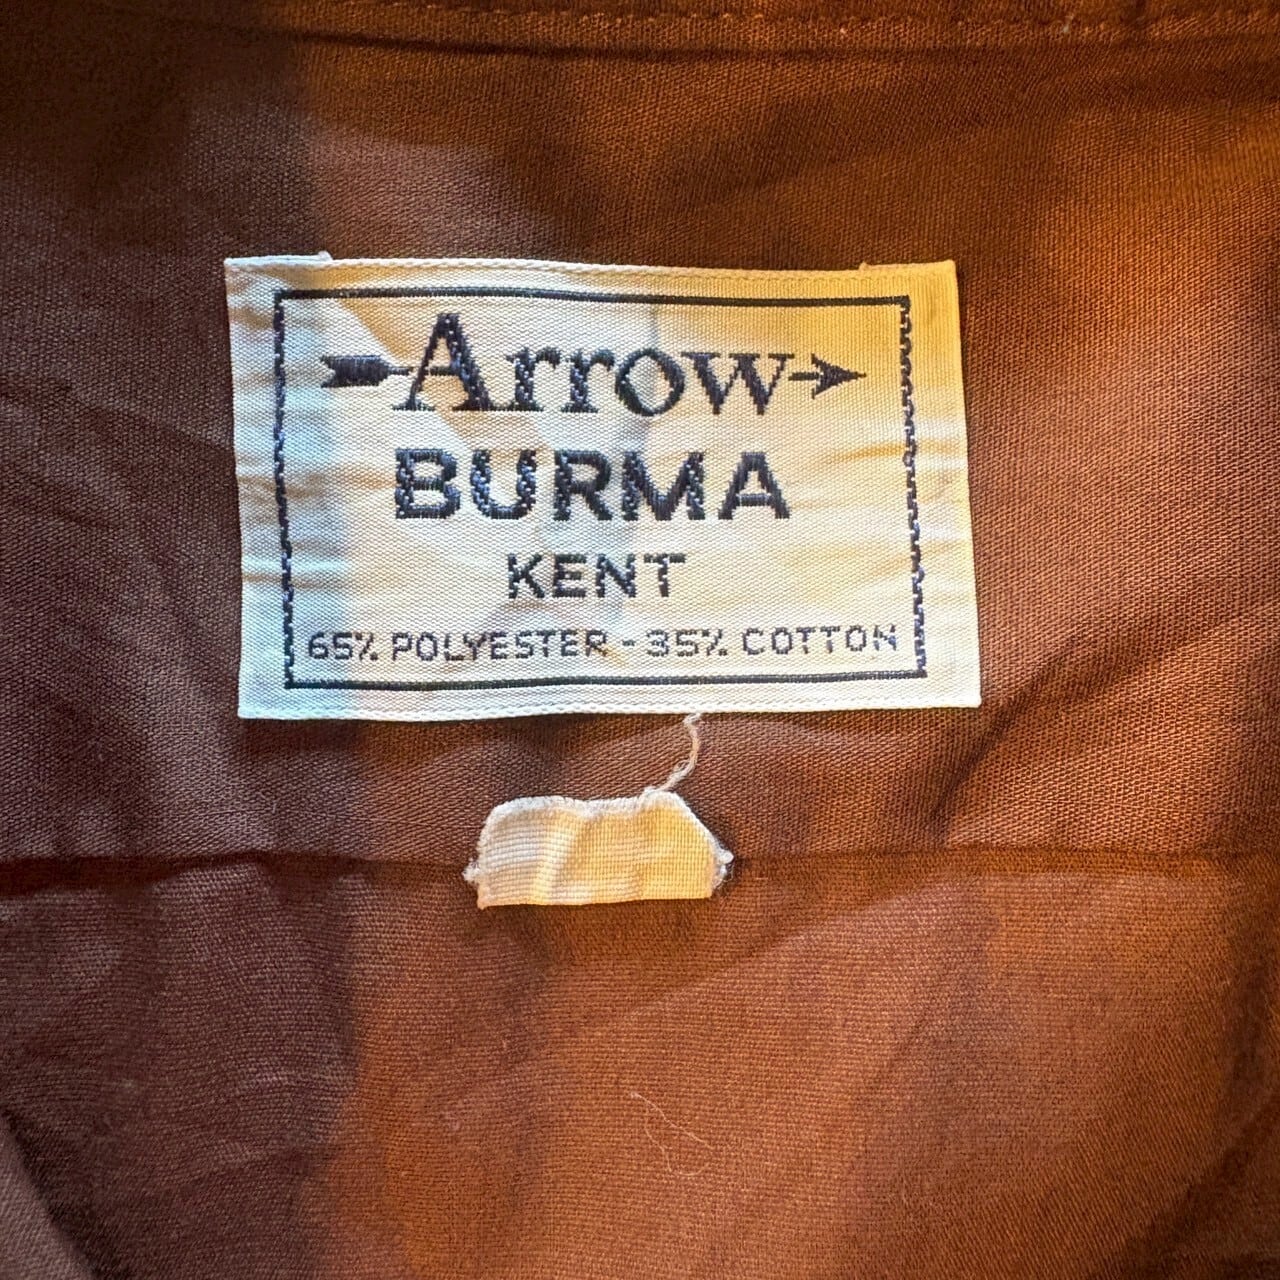 Arrow
BURMA
KENT
65% POLYESTER - 35% COTTON